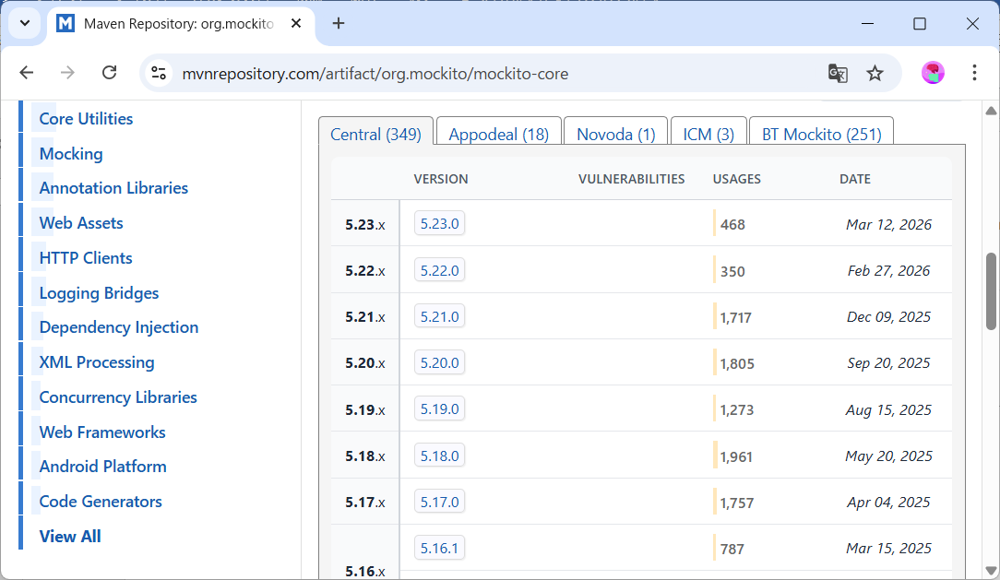 Maven Repository: org.mockito
mvnrepository.com/artifact/org.mockito/mockito-core
Core Utilities
Mocking
Annotation Libraries
Web Assets
HTTP Clients
Logging Bridges
Dependency Injection
XML Processing
Concurrency Libraries
Web Frameworks
Android Platform
Code Generators
View All
Central (349) Appodeal (18) Novoda (1) ICM (3) BT Mockito (251)
VERSION VULNERABILITIES USAGES DATE
5.23.x 5.23.0 468 Mar 12, 2026
5.22.x 5.22.0 350 Feb 27, 2026
5.21.x 5.21.0 1,717 Dec 09, 2025
5.20.x 5.20.0 1,805 Sep 20, 2025
5.19.x 5.19.0 1,273 Aug 15, 2025
5.18.x 5.18.0 1,961 May 20, 2025
5.17.x 5.17.0 1,757 Apr 04, 2025
5.16.1 787 Mar 15, 2025
5.16.x